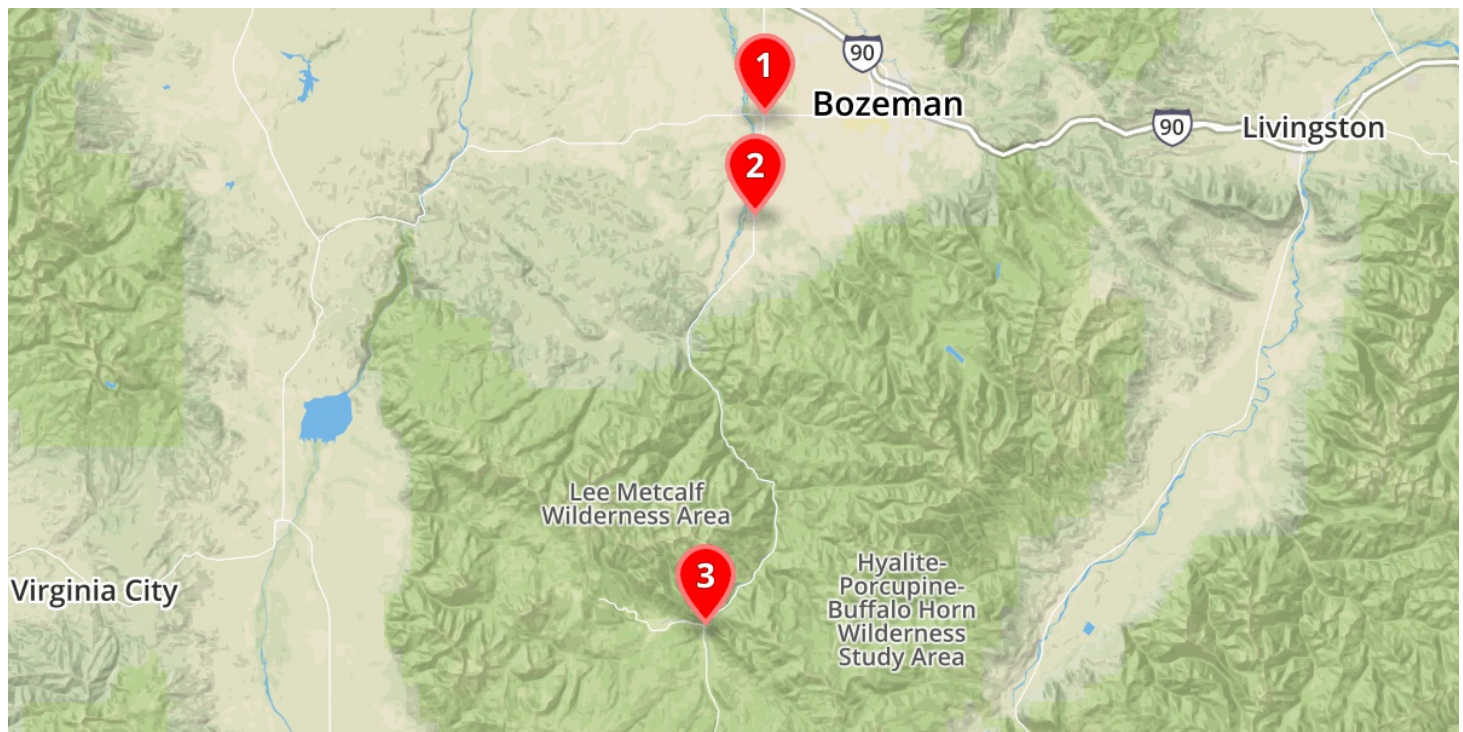 90
1
Bozeman
90
Livingston
2
Lee Metcalf
Wilderness Area
3
Hyalite-
Porcupine-
Buffalo Horn
Wilderness
Study Area
Virginia City